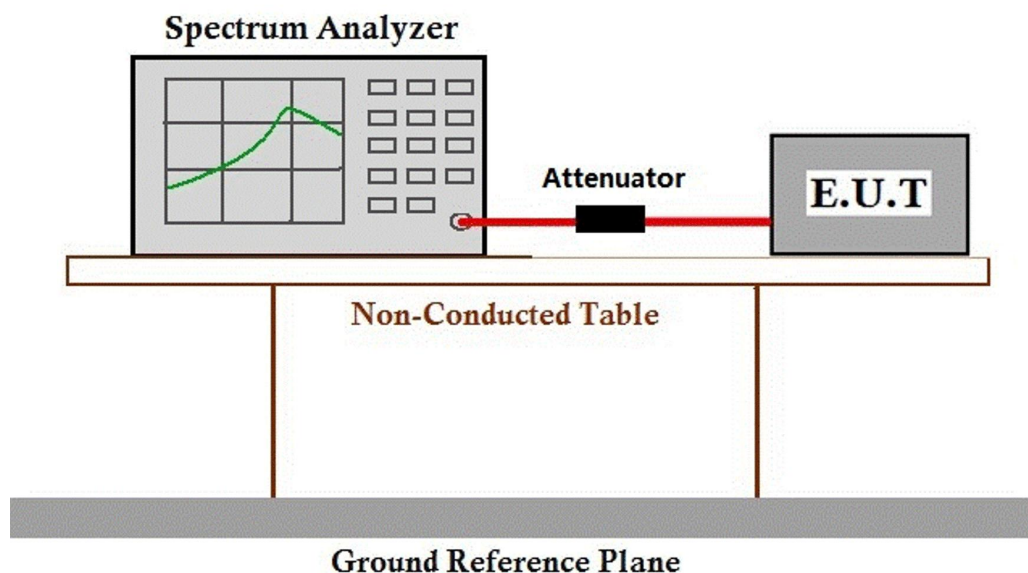 Spectrum Analyzer
Attenuator
E.U.T
Non-Conducted Table
Ground Reference Plane